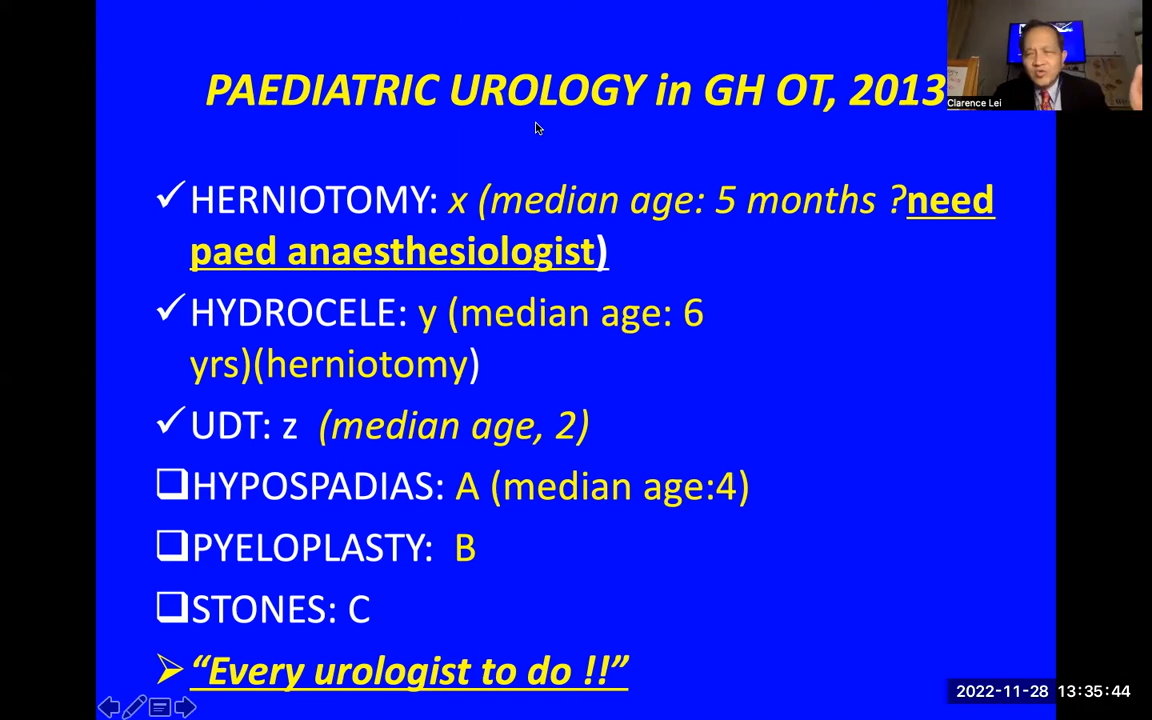 PAEDIATRIC UROLOGY in GH OT, 2013
Clarence Lei
HERNIOTOMY: x (median age: 5 months ?need
paed anaesthesiologist)
HYDROCELE: y (median age: 6
yrs)(herniotomy)
UDT: z (median age, 2)
HYPOSPADIAS: A (median age:4)
PYELOPLASTY: B
STONES: C
“Every urologist to do !!”
2022-11-28 13:35:44